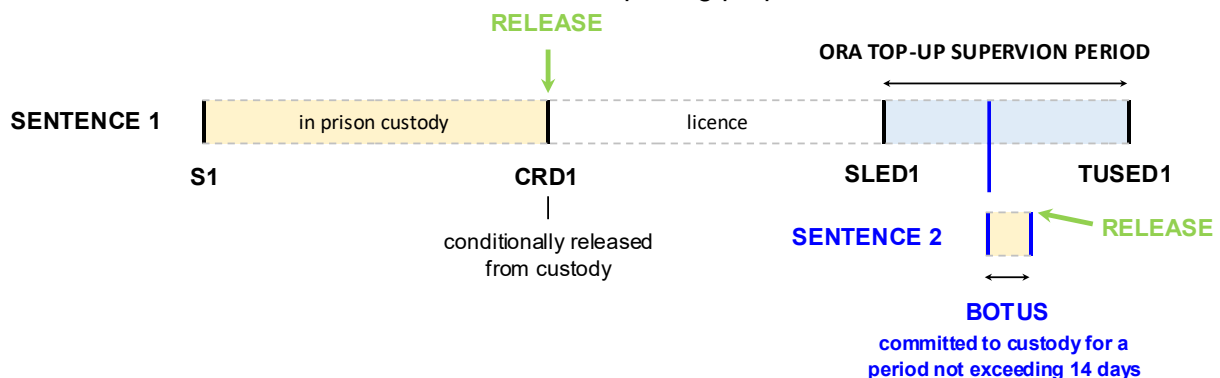 RELEASE
ORA TOP-UP SUPERVION PERIOD
SENTENCE 1
in prison custody
licence
S1
CRD1
SLED1
TUSED1
conditionally released
from custody
SENTENCE 2
RELEASE
BOTUS
committed to custody for a
period not exceeding 14 days